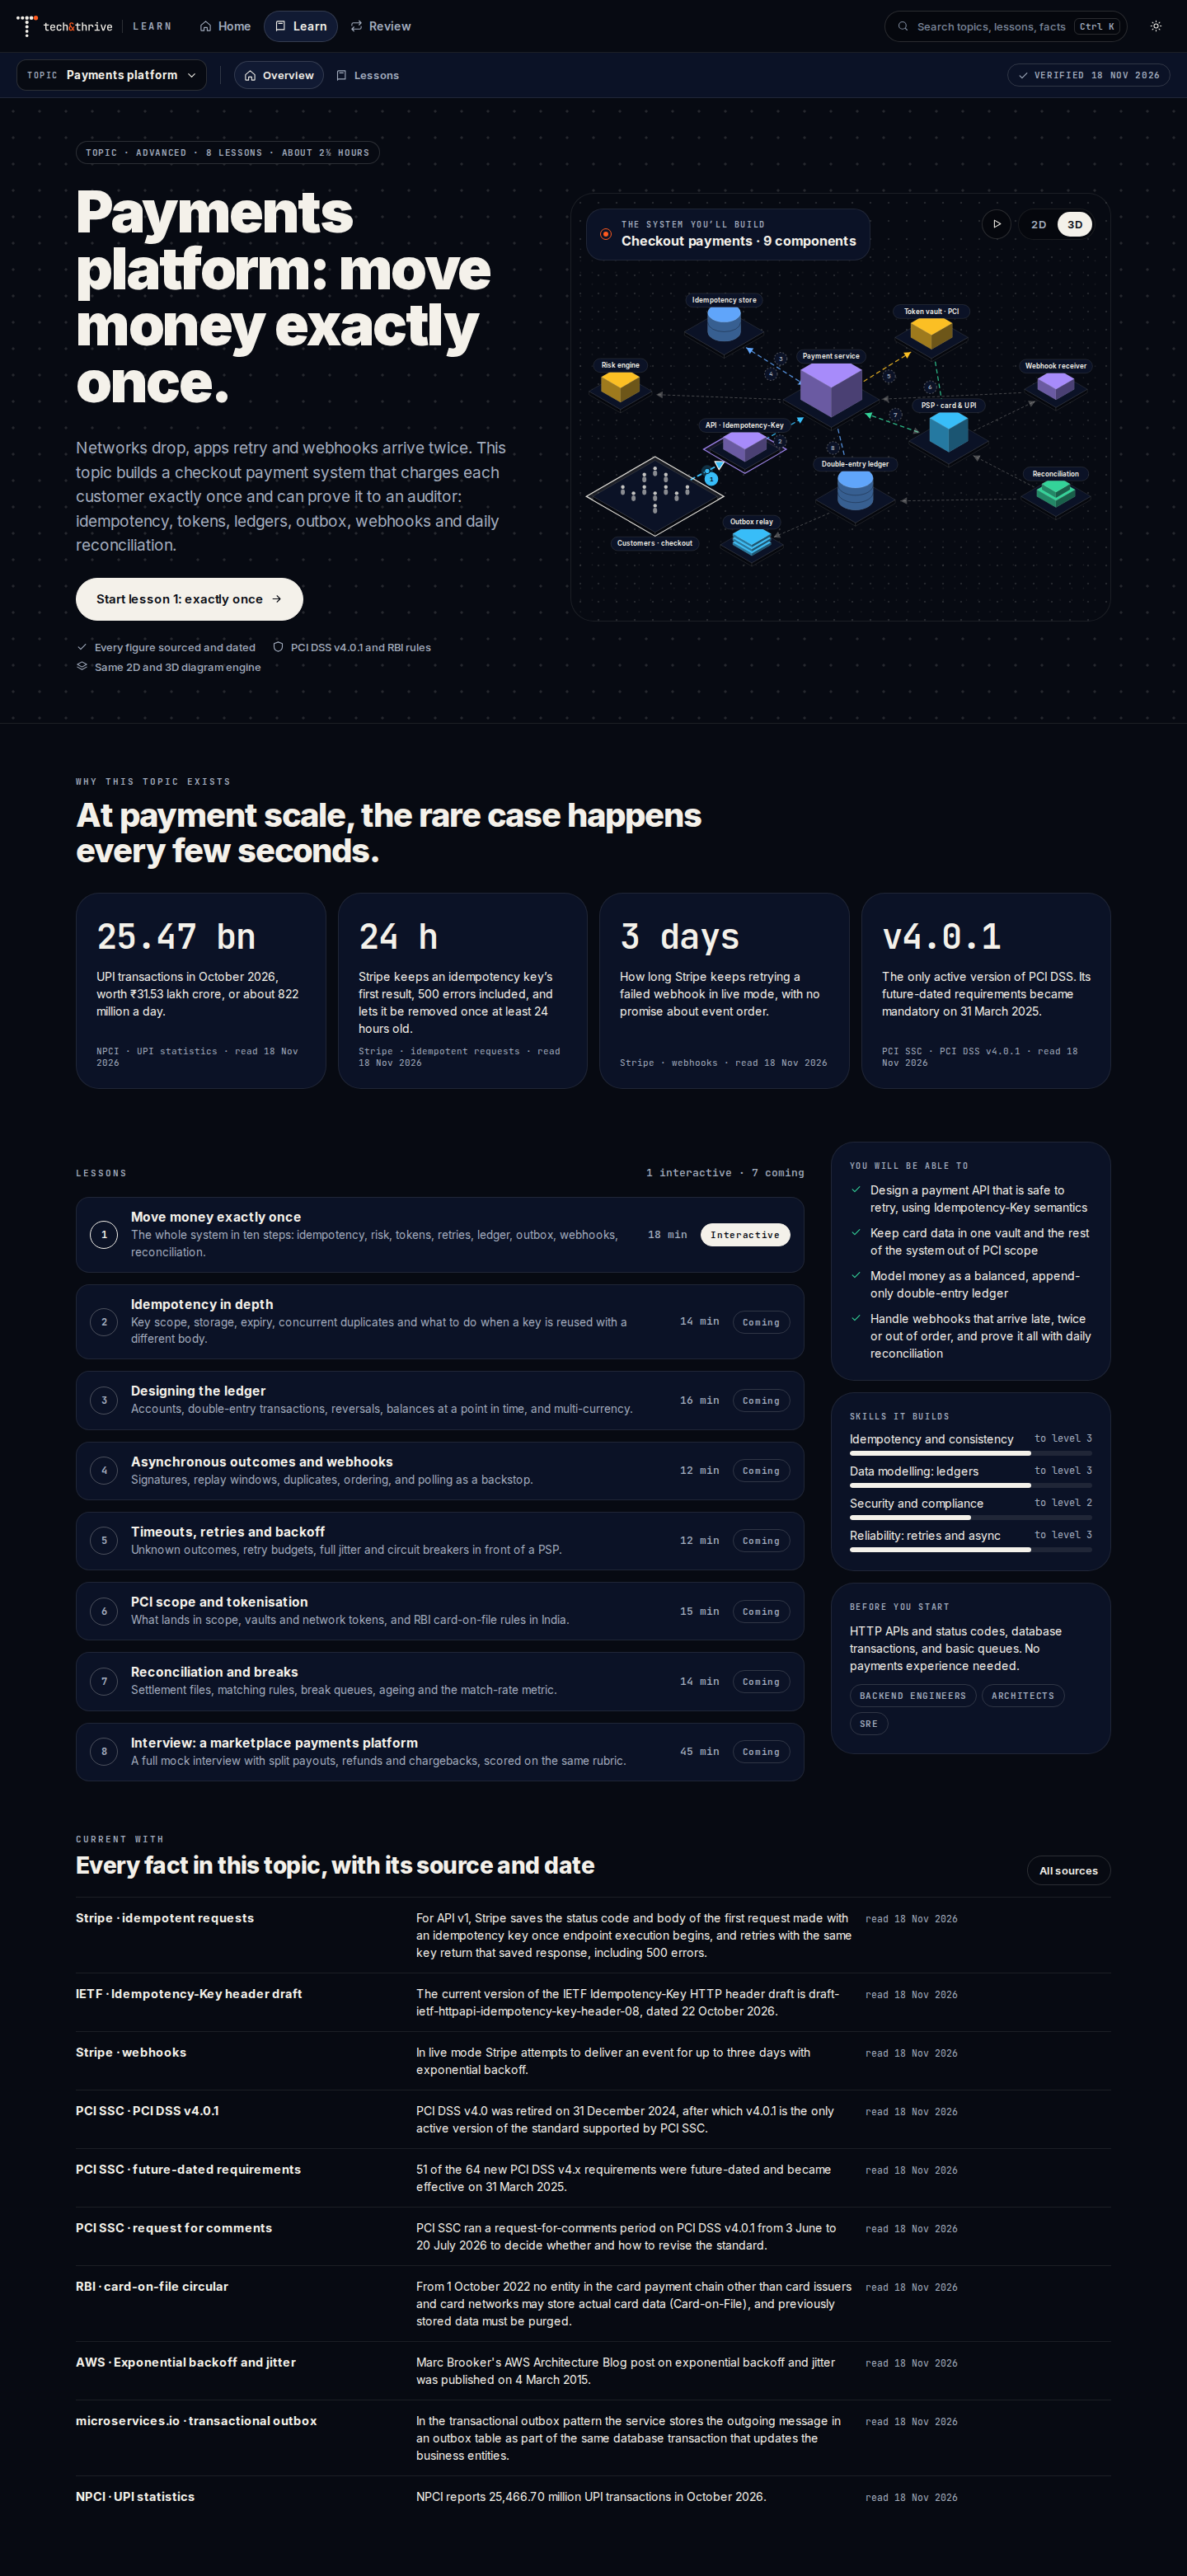 tech&thrive
LEARN
Home
Learn
Review
Search topics, lessons, facts
Ctrl K
TOPIC Payments platform
Overview
Lessons
VERIFIED 18 NOV 2026
TOPIC · ADVANCED · 8 LESSONS · ABOUT 2½ HOURS
Payments
platform: move
money exactly
once.
Networks drop, apps retry and webhooks arrive twice. This
topic builds a checkout payment system that charges each
customer exactly once and can prove it to an auditor:
idempotency, tokens, ledgers, outbox, webhooks and daily
reconciliation.
Start lesson 1: exactly once
Every figure sourced and dated
PCI DSS v4.0.1 and RBI rules
Same 2D and 3D diagram engine
THE SYSTEM YOU'LL BUILD
Checkout payments · 9 components
2D
3D
Idempotency store
Token vault · PCI
Payment service
Risk engine
Webhook receiver
PSP · card & UPI
API · Idempotency-Key
Double-entry ledger
Reconciliation
Outbox relay
Customers · checkout
3
4
5
6
7
2
8
1
WHY THIS TOPIC EXISTS
At payment scale, the rare case happens
every few seconds.
25.47 bn
UPI transactions in October 2026,
worth ₹31.53 lakh crore, or about 822
million a day.
NPCI · UPI statistics · read 18 Nov
2026
24 h
Stripe keeps an idempotency key's
first result, 500 errors included, and
lets it be removed once at least 24
hours old.
Stripe · idempotent requests · read
18 Nov 2026
3 days
How long Stripe keeps retrying a
failed webhook in live mode, with no
promise about event order.
Stripe · webhooks · read 18 Nov 2026
v4.0.1
The only active version of PCI DSS. Its
future-dated requirements became
mandatory on 31 March 2025.
PCI SSC · PCI DSS v4.0.1 · read 18
Nov 2026
LESSONS
1 interactive · 7 coming
1
Move money exactly once
The whole system in ten steps: idempotency, risk, tokens, retries, ledger, outbox, webhooks,
reconciliation.
18 min
Interactive
2
Idempotency in depth
Key scope, storage, expiry, concurrent duplicates and what to do when a key is reused with a
different body.
14 min
Coming
3
Designing the ledger
Accounts, double-entry transactions, reversals, balances at a point in time, and multi-currency.
16 min
Coming
4
Asynchronous outcomes and webhooks
Signatures, replay windows, duplicates, ordering, and polling as a backstop.
12 min
Coming
5
Timeouts, retries and backoff
Unknown outcomes, retry budgets, full jitter and circuit breakers in front of a PSP.
12 min
Coming
6
PCI scope and tokenisation
What lands in scope, vaults and network tokens, and RBI card-on-file rules in India.
15 min
Coming
7
Reconciliation and breaks
Settlement files, matching rules, break queues, ageing and the match-rate metric.
14 min
Coming
8
Interview: a marketplace payments platform
A full mock interview with split payouts, refunds and chargebacks, scored on the same rubric.
45 min
Coming
YOU WILL BE ABLE TO
Design a payment API that is safe to
retry, using Idempotency-Key semantics
Keep card data in one vault and the rest
of the system out of PCI scope
Model money as a balanced, append-
only double-entry ledger
Handle webhooks that arrive late, twice
or out of order, and prove it all with daily
reconciliation
SKILLS IT BUILDS
Idempotency and consistency
to level 3
Data modelling: ledgers
to level 3
Security and compliance
to level 2
Reliability: retries and async
to level 3
BEFORE YOU START
HTTP APIs and status codes, database
transactions, and basic queues. No
payments experience needed.
BACKEND ENGINEERS
ARCHITECTS
SRE
CURRENT WITH
Every fact in this topic, with its source and date
All sources
Stripe · idempotent requests
For API v1, Stripe saves the status code and body of the first request made with
an idempotency key once endpoint execution begins, and retries with the same
key return that saved response, including 500 errors.
read 18 Nov 2026
IETF · Idempotency-Key header draft
The current version of the IETF Idempotency-Key HTTP header draft is draft-
ietf-httpapi-idempotency-key-header-08, dated 22 October 2026.
read 18 Nov 2026
Stripe · webhooks
In live mode Stripe attempts to deliver an event for up to three days with
exponential backoff.
read 18 Nov 2026
PCI SSC · PCI DSS v4.0.1
PCI DSS v4.0 was retired on 31 December 2024, after which v4.0.1 is the only
active version of the standard supported by PCI SSC.
read 18 Nov 2026
PCI SSC · future-dated requirements
51 of the 64 new PCI DSS v4.x requirements were future-dated and became
effective on 31 March 2025.
read 18 Nov 2026
PCI SSC · request for comments
PCI SSC ran a request-for-comments period on PCI DSS v4.0.1 from 3 June to
20 July 2026 to decide whether and how to revise the standard.
read 18 Nov 2026
RBI · card-on-file circular
From 1 October 2022 no entity in the card payment chain other than card issuers
and card networks may store actual card data (Card-on-File), and previously
stored data must be purged.
read 18 Nov 2026
AWS · Exponential backoff and jitter
Marc Brooker's AWS Architecture Blog post on exponential backoff and jitter
was published on 4 March 2015.
read 18 Nov 2026
microservices.io · transactional outbox
In the transactional outbox pattern the service stores the outgoing message in
an outbox table as part of the same database transaction that updates the
business entities.
read 18 Nov 2026
NPCI · UPI statistics
NPCI reports 25,466.70 million UPI transactions in October 2026.
read 18 Nov 2026